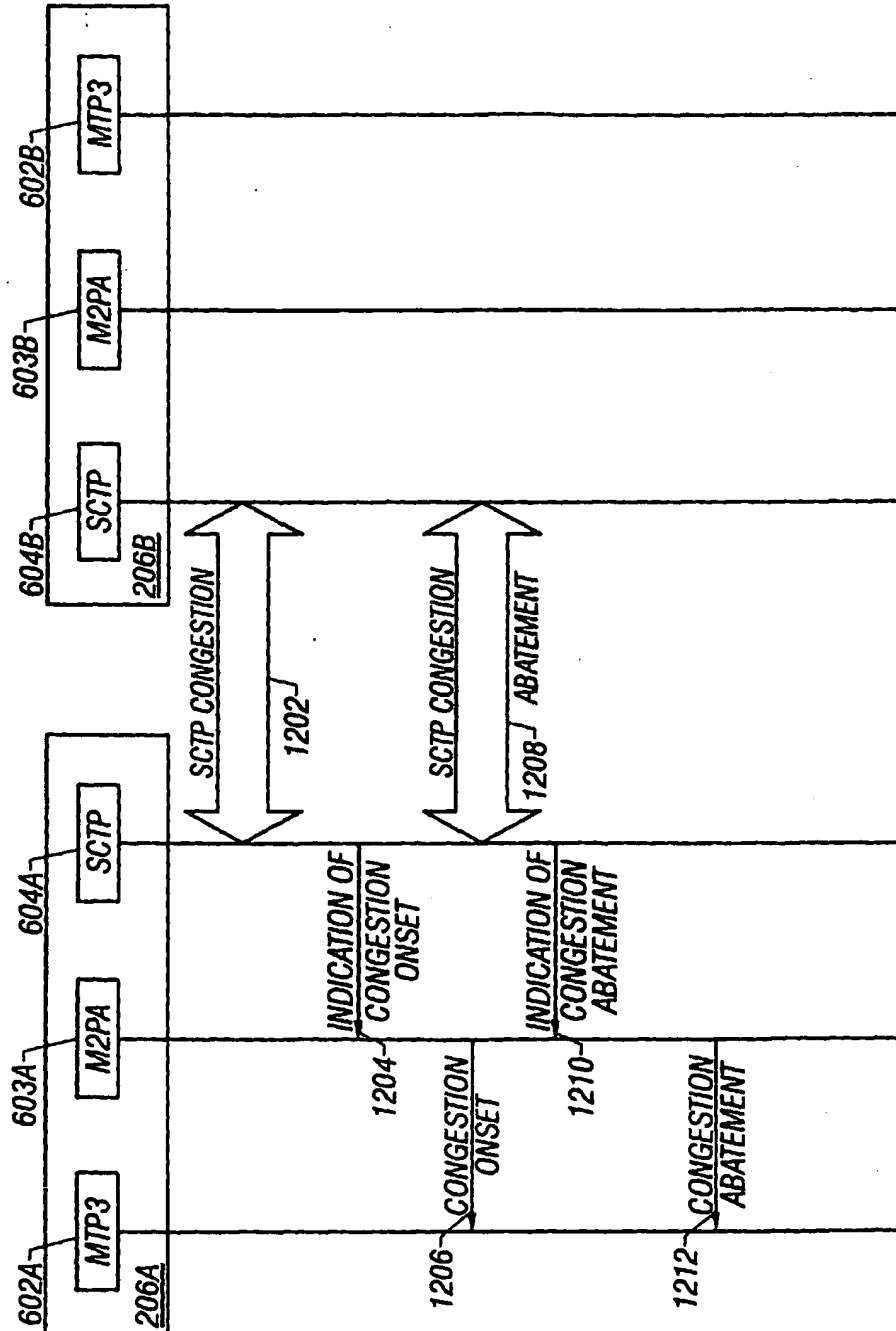 602A
603A
604A
604B
603B
602B
MTP3
M2PA
SCTP
SCTP
M2PA
MTP3
206A
206B
SCTP CONGESTION
1202
INDICATION OF
CONGESTION
ONSET
1204
CONGESTION
ONSET
1206
SCTP CONGESTION
ABATEMENT
1208
INDICATION OF
CONGESTION
ABATEMENT
1210
CONGESTION
ABATEMENT
1212